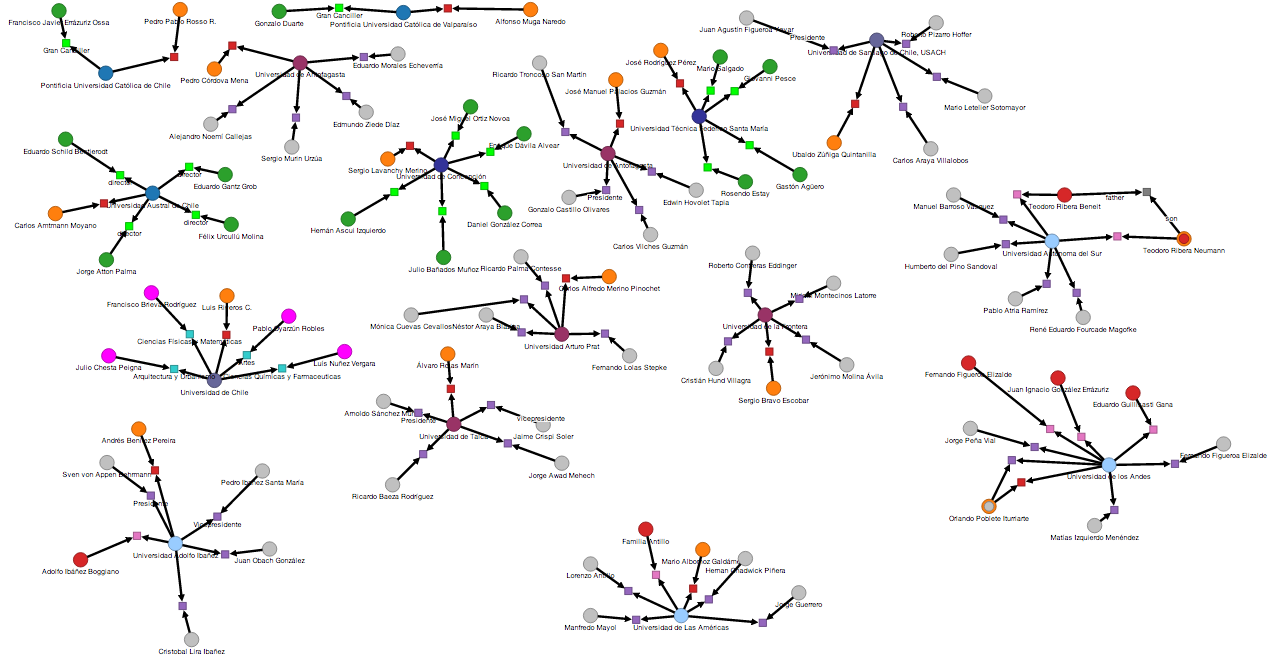 Francisco Javier Errázuriz Ossa
Gran Canciller
Pontificia Universidad Católica de Chile
Pedro Pablo Rosso R.
Gonzalo Duarte
Gran Canciller
Pontificia Universidad Católica de Valparaíso
Alfonso Muga Naredo
Pedro Córdova Mena
Universidad de Antofagasta
Eduardo Morales Echeverría
Alejandro Noemi Callejas
Sergio Murin Urzúa
Edmundo Ziede Díaz
Juan Agustín Figueroa Yávar
Presidente
Universidad de Santiago de Chile, USACH
Roberto Pizarro Hoffer
Mario Letelier Sotomayor
Ubaldo Zúñiga Quintanilla
Carlos Araya Villalobos
Ricardo Troncoso San Martín
José Manuel Palacios Guzmán
Universidad de Antofagasta
Gonzalo Castillo Olivares
Presidente
Edwin Hovolet Tapia
Carlos Vilches Guzmán
José Rodríguez Pérez
Mario Salgado
Giovanni Pesce
Universidad Técnica Federico Santa María
Rosendo Estay
Gastón Agüero
Eduardo Schild Bestierodt
director
director
Eduardo Gantz Grob
Universidad Austral de Chile
Carlos Amtmann Moyano
director
director
Félix Urcullú Molina
Jorge Atton Palma
José Miguel Ortiz Novoa
Enrique Dávila Alvear
Sergio Lavanchy Merino
Universidad de Concepción
Hernán Ascui Izquierdo
Daniel González Correa
Julio Bañados Muñoz
Manuel Barroso Vásquez
Teodoro Ribera Beneit
father
son
Teodoro Ribera Neumann
Universidad Autónoma del Sur
Humberto del Pino Sandoval
Pablo Atria Ramírez
René Eduardo Fourcade Magofke
Francisco Brieva Rodríguez
Luis Riveros C.
Pablo Oyarzún Robles
Ciencias Físicas y Matemáticas
Artes
Julio Chesta Peigna
Luis Núñez Vergara
Arquitectura y Urbanismo
Ciencias Químicas y Farmaceuticas
Universidad de Chile
Ricardo Palma Contesse
Carlos Alfredo Merino Pinochet
Mónica Cuevas Cevallos
Néstor Araya Blazina
Universidad Arturo Prat
Fernando Lolas Stepke
Roberto Contreras Eddinger
Mirtha Montecinos Latorre
Universidad de la Frontera
Cristián Hund Villagra
Jerónimo Molina Ávila
Sergio Bravo Escobar
Álvaro Rojas Marín
Presidente
Vicepresidente
Universidad de Talca
Jaime Crispi Soler
Jorge Awad Mehech
Ricardo Baeza Rodríguez
Fernando Figueroa Elizalde
Juan Ignacio González Errázuriz
Eduardo Guilisasti Gana
Jorge Peña Vial
Fernando Figueroa Elizalde
Universidad de los Andes
Orlando Poblete Iturriarte
Matías Izquierdo Menéndez
Andrés Benítez Pereira
Sven von Appen Behrmann
Presidente
Pedro Ibáñez Santa María
Vicepresidente
Universidad Adolfo Ibáñez
Juan Obach González
Adolfo Ibáñez Boggiano
Cristobal Lira Ibañez
Familia Antillo
Mario Albornoz Galdámez
Hernan Chadwick Piñera
Lorenzo Antillo
Jorge Guerrero
Manfredo Mayol
Universidad de Las Américas